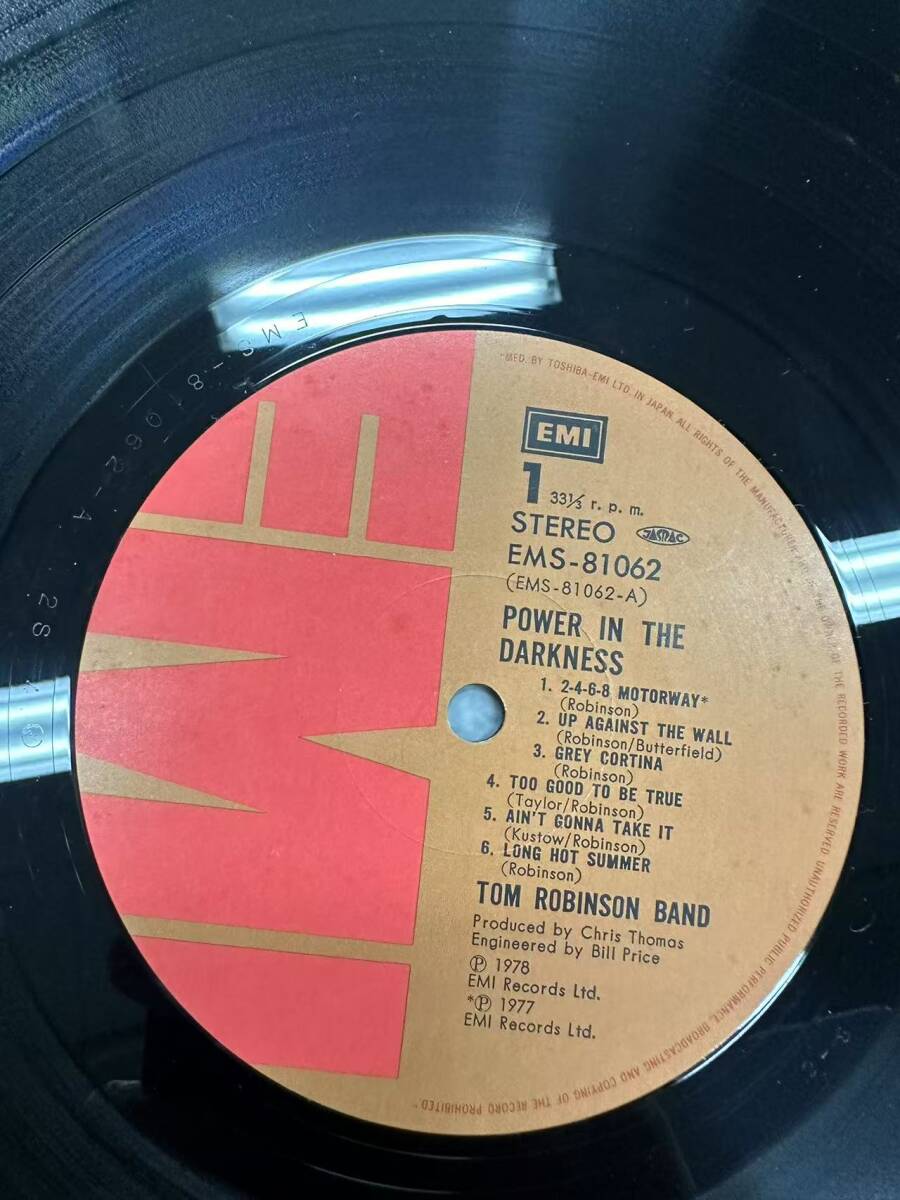 "MFD. BY TOSHIBA-EMI LTD. IN JAPAN. ALL RIGHTS OF THE MANUFACTURER AND OF THE OWNER OF THE RECORDED WORK ARE RESERVED UNAUTHORIZED PUBLIC PERFORMANCE, BROADCASTING AND COPYING OF THE RECORD PROHIBITED"
EMI
EMI
1 33⅓ r. p. m.
STEREO JASRAC
EMS-81062
(EMS-81062-A)
POWER IN THE
DARKNESS
1. 2-4-6-8 MOTORWAY*
(Robinson)
2. UP AGAINST THE WALL
(Robinson/Butterfield)
3. GREY CORTINA
(Robinson)
4. TOO GOOD TO BE TRUE
(Taylor/Robinson)
5. AIN'T GONNA TAKE IT
(Kustow/Robinson)
6. LONG HOT SUMMER
(Robinson)
TOM ROBINSON BAND
Produced by Chris Thomas
Engineered by Bill Price
Ⓟ 1978
EMI Records Ltd.
*Ⓟ 1977
EMI Records Ltd.
EMS-81062-A 2S